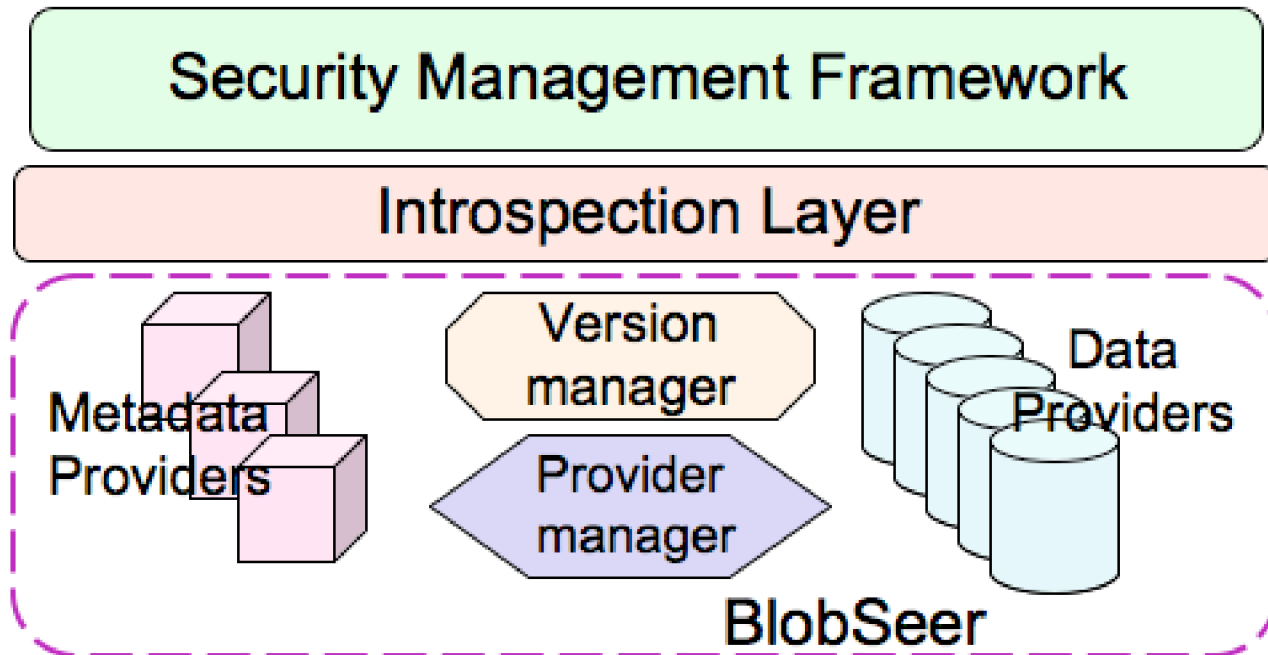 Security Management Framework
Introspection Layer
Metadata
Providers
Version
manager
Provider
manager
Data
Providers
BlobSeer